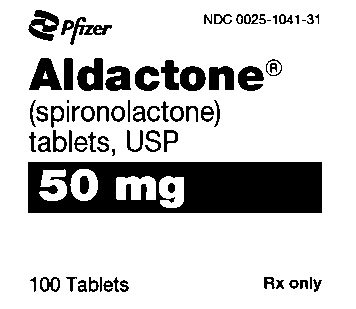 Pfizer
NDC 0025-1041-31
Aldactone®
(spironolactone)
tablets, USP
50 mg
100 Tablets
Rx only